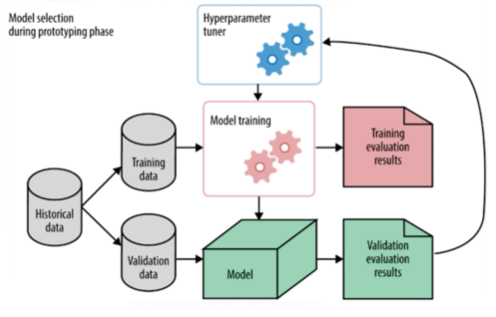 Model selection
during prototyping phase
Hyperparameter
tuner
Model training
Training
data
Training
evaluation
results
Historical
data
Validation
data
Model
Validation
evaluation
results